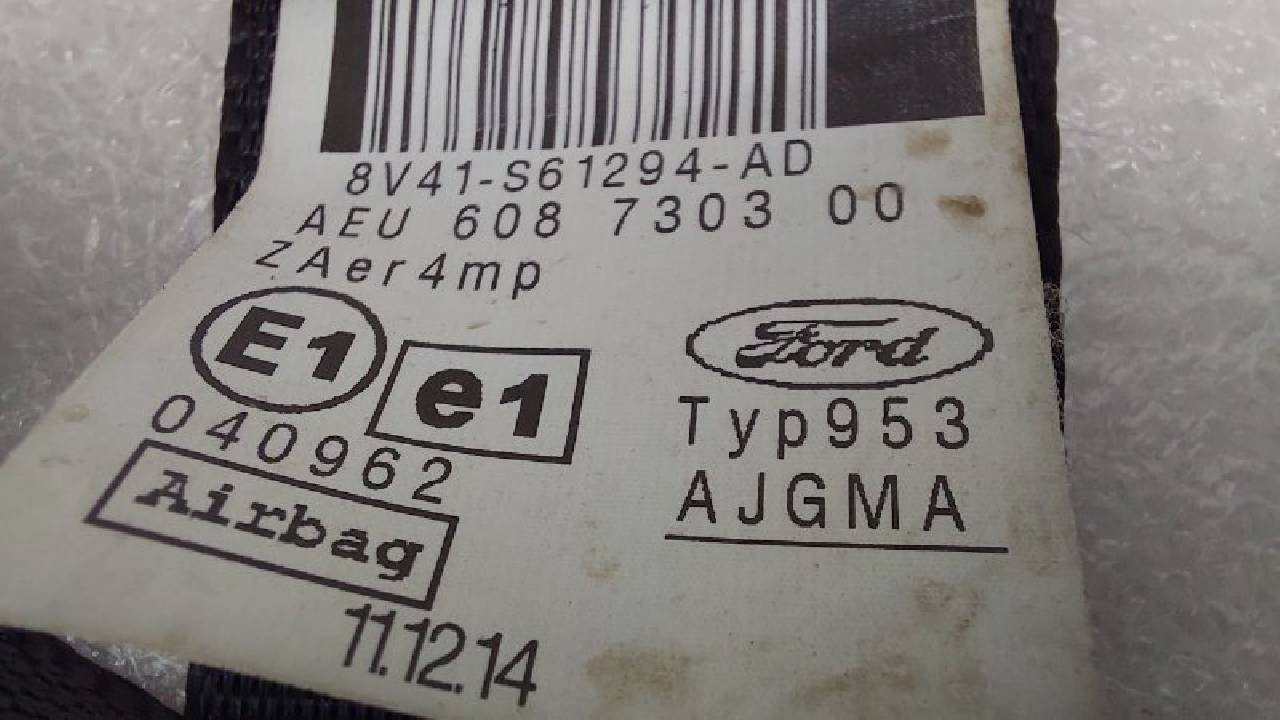 8V41-S61294-AD
AEU 608 7303 00
ZAer4mp
E1
e1
040962
Airbag
11.12.14
Ford
Typ953
AJGMA